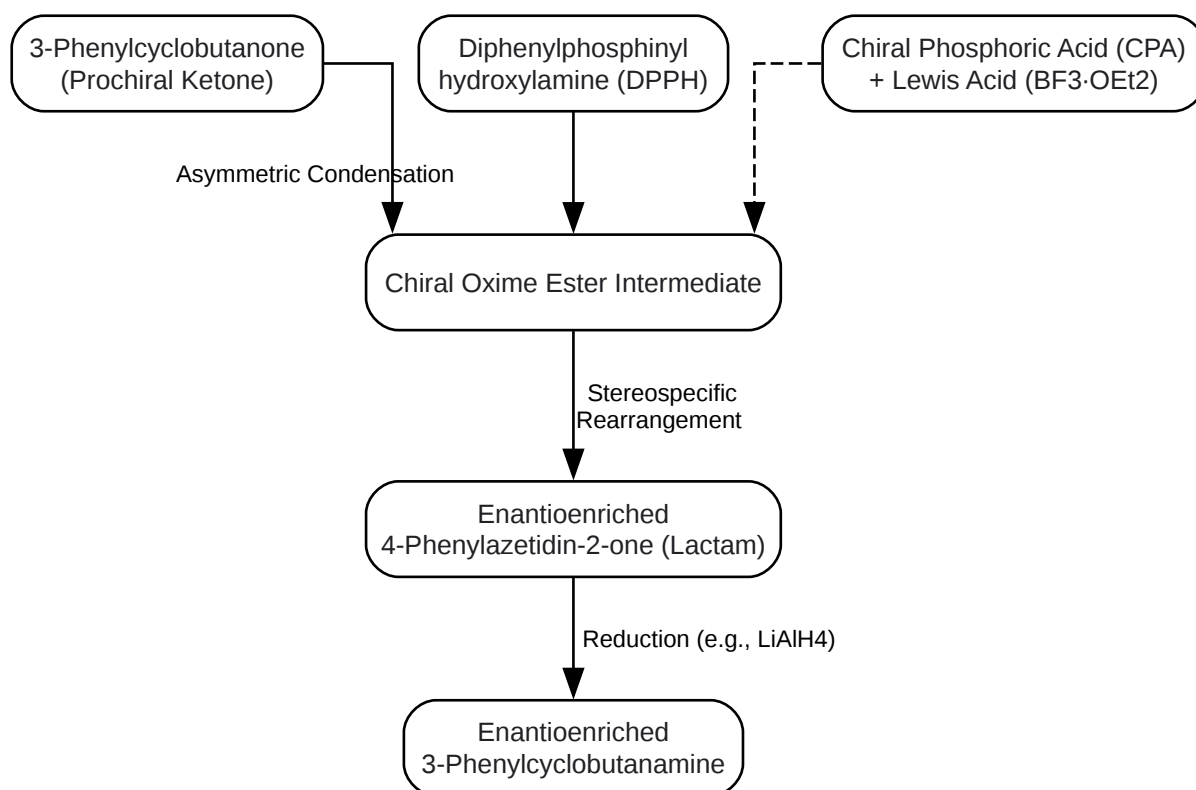 3-Phenylcyclobutanone
(Prochiral Ketone)
Diphenylphosphinyl
hydroxylamine (DPPH)
Chiral Phosphoric Acid (CPA)
+ Lewis Acid (BF3·OEt2)
Asymmetric Condensation
Chiral Oxime Ester Intermediate
Stereospecific
Rearrangement
Enantioenriched
4-Phenylazetidin-2-one (Lactam)
Reduction (e.g., LiAlH4)
Enantioenriched
3-Phenylcyclobutanamine